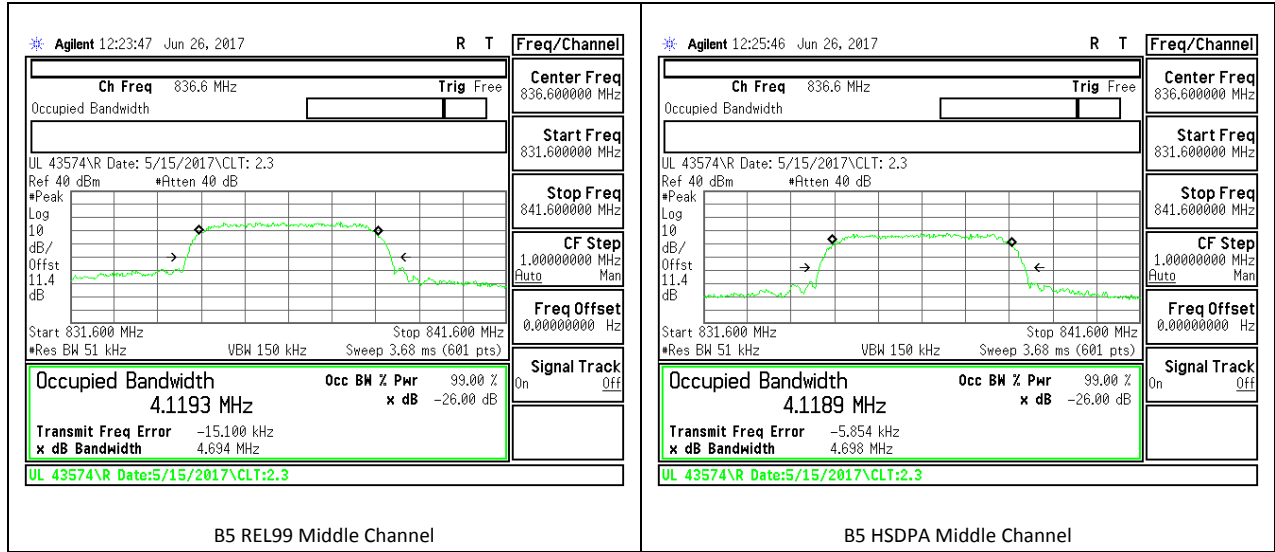 Agilent 12:23:47 Jun 26, 2017 R T
Freq/Channel
Ch Freq 836.6 MHz Trig Free
Occupied Bandwidth
Center Freq
836.600000 MHz
Start Freq
831.600000 MHz
UL 43574\R Date: 5/15/2017\CLT: 2.3
Ref 40 dBm #Atten 40 dB
#Peak
Log
10
dB/
Offst
11.4
dB
Stop Freq
841.600000 MHz
CF Step
1.00000000 MHz
Auto Man
Freq Offset
0.00000000 Hz
Start 831.600 MHz Stop 841.600 MHz
#Res BW 51 kHz VBW 150 kHz Sweep 3.68 ms (601 pts)
Signal Track
On Off
Occupied Bandwidth Occ BW % Pwr 99.00 %
4.1193 MHz x dB -26.00 dB
Transmit Freq Error -15.100 kHz
x dB Bandwidth 4.694 MHz
UL 43574\R Date:5/15/2017\CLT:2.3
B5 REL99 Middle Channel
Agilent 12:25:46 Jun 26, 2017 R T
Freq/Channel
Ch Freq 836.6 MHz Trig Free
Occupied Bandwidth
Center Freq
836.600000 MHz
Start Freq
831.600000 MHz
UL 43574\R Date: 5/15/2017\CLT: 2.3
Ref 40 dBm #Atten 40 dB
#Peak
Log
10
dB/
Offst
11.4
dB
Stop Freq
841.600000 MHz
CF Step
1.00000000 MHz
Auto Man
Freq Offset
0.00000000 Hz
Start 831.600 MHz Stop 841.600 MHz
#Res BW 51 kHz VBW 150 kHz Sweep 3.68 ms (601 pts)
Signal Track
On Off
Occupied Bandwidth Occ BW % Pwr 99.00 %
4.1189 MHz x dB -26.00 dB
Transmit Freq Error -5.854 kHz
x dB Bandwidth 4.698 MHz
UL 43574\R Date:5/15/2017\CLT:2.3
B5 HSDPA Middle Channel